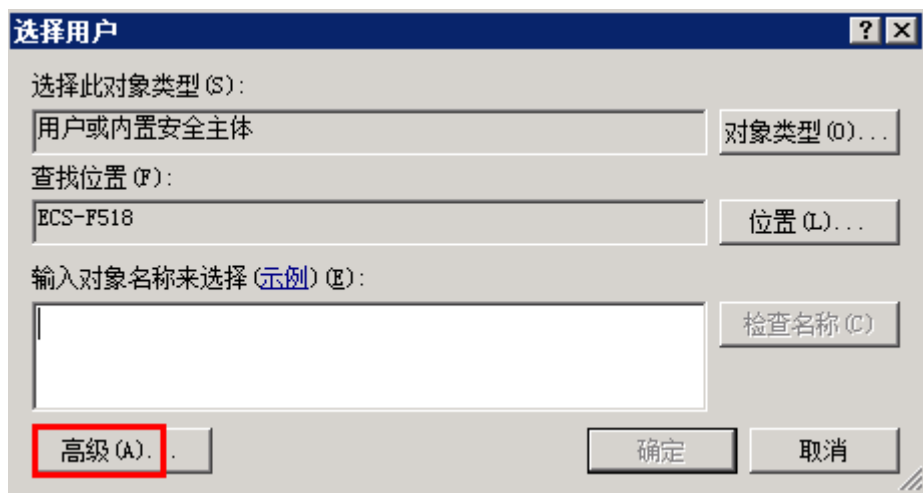 选择用户
选择此对象类型(S):
用户或内置安全主体
对象类型(O)...
查找位置(F):
ECS-F518
位置(L)...
输入对象名称来选择(示例)(E):
检查名称(C)
高级(A)...
确定
取消